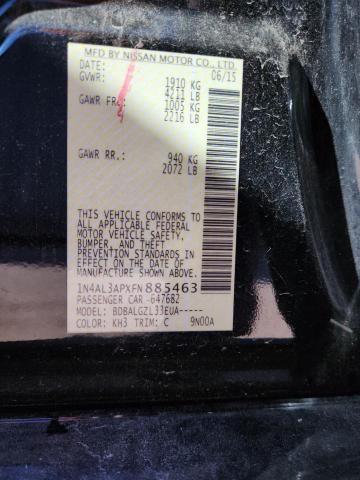 MFD BY NISSAN MOTOR CO., LTD.
DATE: 06/15
GVWR: 1910 KG
4211 LB
GAWR FR.: 1005 KG
2216 LB
GAWR RR.: 940 KG
2072 LB
THIS VEHICLE CONFORMS TO
ALL APPLICABLE FEDERAL
MOTOR VEHICLE SAFETY,
BUMPER, AND THEFT
PREVENTION STANDARDS
IN EFFECT ON THE DATE OF
MANUFACTURE SHOWN ABOVE.
1N4AL3APXFN885463
PASSENGER CAR -647682
MODEL: BDBALGZL33EUA-----
COLOR: KH3 TRIM: C 9N00A